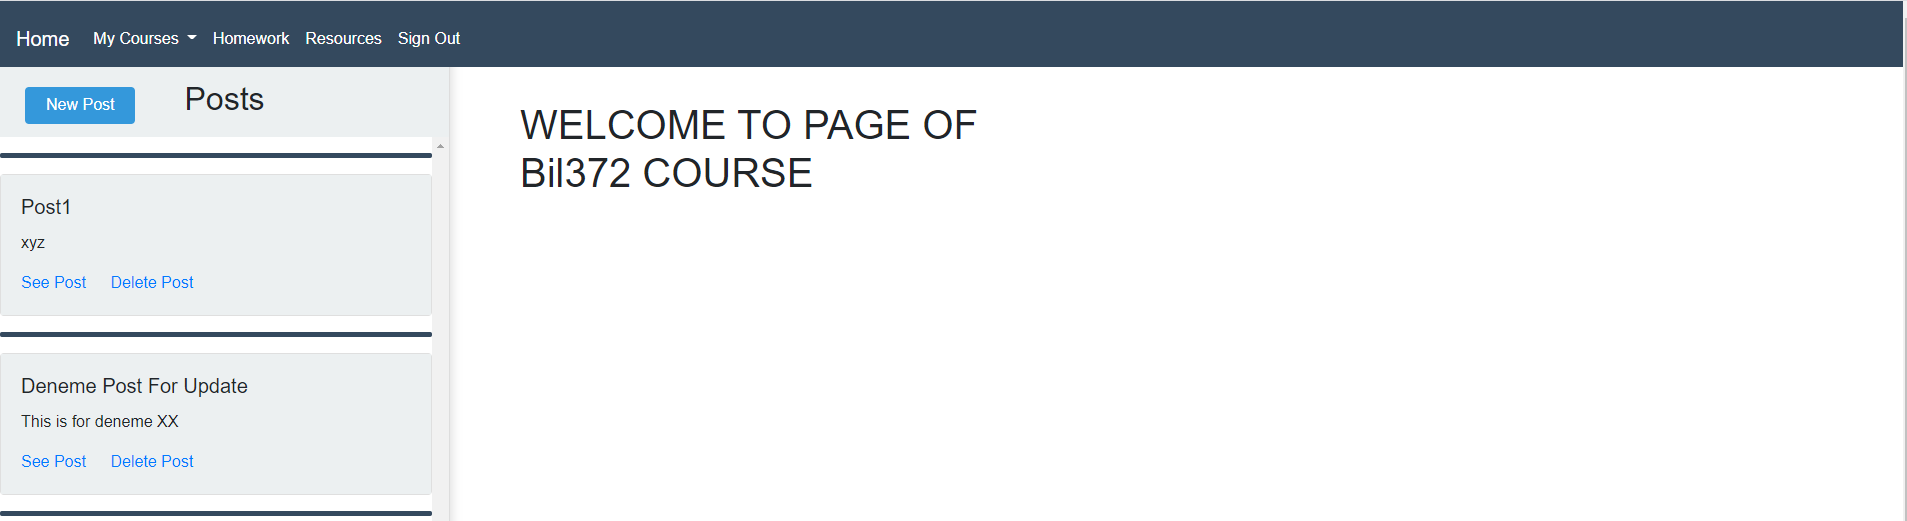 Home My Courses Homework Resources Sign Out
New Post Posts
WELCOME TO PAGE OF
Bil372 COURSE
Post1
xyz
See Post Delete Post
Deneme Post For Update
This is for deneme XX
See Post Delete Post